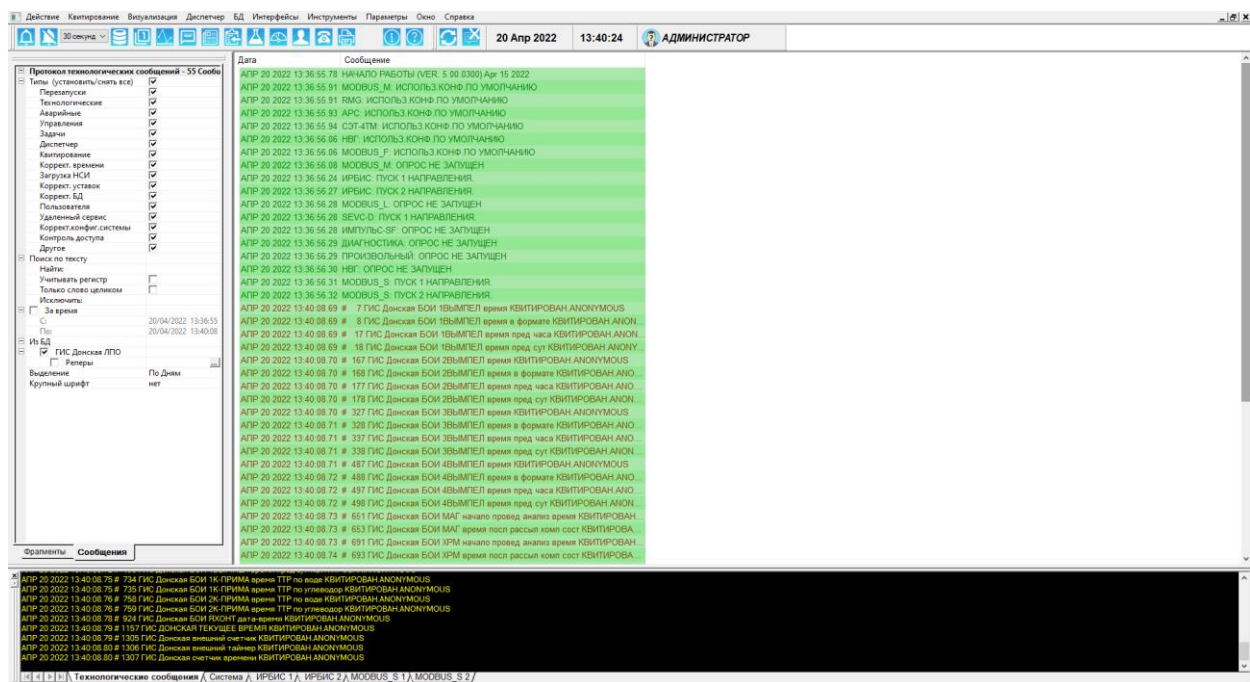 Действие Квитирование Визуализация Диспетчер БД Интерфейсы Инструменты Параметры Окно Справка
30 секунд 20 Апр 2022 13:40:24 АДМИНИСТРАТОР
Протокол технологических сообщений - 55 Сообщ
Типы (установить/снять все)
Перезапуски
Технологические
Аварийные
Управления
Задачи
Диспетчер
Квитирование
Коррект. времени
Загрузка НСИ
Коррект. уставок
Коррект. БД
Пользователя
Удаленный сервис
Коррект.конфиг.системы
Контроль доступа
Другое
Поиск по тексту
Найти:
Учитывать регистр
Только слово целиком
Исключить:
За время
С: 20/04/2022 13:36:55
По: 20/04/2022 13:40:08
Из БД
ГИС Донская ЛПО
Реперы ...
Выделение По Дням
Крупный шрифт нет
Фрагменты Сообщения
Дата Сообщение
АПР 20 2022 13:36:55.78 НАЧАЛО РАБОТЫ (VER. 5.00.0300) Apr 15 2022
АПР 20 2022 13:36:55.91 MODBUS_M: ИСПОЛЬЗ.КОНФ.ПО УМОЛЧАНИЮ
АПР 20 2022 13:36:55.91 RMG: ИСПОЛЬЗ.КОНФ.ПО УМОЛЧАНИЮ
АПР 20 2022 13:36:55.93 АРС: ИСПОЛЬЗ.КОНФ.ПО УМОЛЧАНИЮ
АПР 20 2022 13:36:55.94 СЭТ-4ТМ: ИСПОЛЬЗ.КОНФ.ПО УМОЛЧАНИЮ
АПР 20 2022 13:36:56.06 НВГ: ИСПОЛЬЗ.КОНФ.ПО УМОЛЧАНИЮ
АПР 20 2022 13:36:56.06 MODBUS_F: ИСПОЛЬЗ.КОНФ.ПО УМОЛЧАНИЮ
АПР 20 2022 13:36:56.08 MODBUS_M: ОПРОС НЕ ЗАПУЩЕН
АПР 20 2022 13:36:56.24 ИРБИС: ПУСК 1 НАПРАВЛЕНИЯ.
АПР 20 2022 13:36:56.27 ИРБИС: ПУСК 2 НАПРАВЛЕНИЯ.
АПР 20 2022 13:36:56.28 MODBUS_L: ОПРОС НЕ ЗАПУЩЕН
АПР 20 2022 13:36:56.28 SEVC-D: ПУСК 1 НАПРАВЛЕНИЯ.
АПР 20 2022 13:36:56.28 ИМПУЛЬС-SF: ОПРОС НЕ ЗАПУЩЕН
АПР 20 2022 13:36:56.29 ДИАГНОСТИКА: ОПРОС НЕ ЗАПУЩЕН
АПР 20 2022 13:36:56.29 ПРОИЗВОЛЬНЫЙ: ОПРОС НЕ ЗАПУЩЕН
АПР 20 2022 13:36:56.30 НВГ: ОПРОС НЕ ЗАПУЩЕН
АПР 20 2022 13:36:56.31 MODBUS_S: ПУСК 1 НАПРАВЛЕНИЯ.
АПР 20 2022 13:36:56.32 MODBUS_S: ПУСК 2 НАПРАВЛЕНИЯ.
АПР 20 2022 13:40:08.69 # 7 ГИС Донская БОИ 1ВЫМПЕЛ время КВИТИРОВАН.ANONYMOUS
АПР 20 2022 13:40:08.69 # 8 ГИС Донская БОИ 1ВЫМПЕЛ время в формате КВИТИРОВАН.ANON...
АПР 20 2022 13:40:08.69 # 17 ГИС Донская БОИ 1ВЫМПЕЛ время пред часа КВИТИРОВАН.ANON...
АПР 20 2022 13:40:08.69 # 18 ГИС Донская БОИ 1ВЫМПЕЛ время пред сут КВИТИРОВАН.ANONY...
АПР 20 2022 13:40:08.70 # 167 ГИС Донская БОИ 2ВЫМПЕЛ время КВИТИРОВАН.ANONYMOUS
АПР 20 2022 13:40:08.70 # 168 ГИС Донская БОИ 2ВЫМПЕЛ время в формате КВИТИРОВАН.ANO...
АПР 20 2022 13:40:08.70 # 177 ГИС Донская БОИ 2ВЫМПЕЛ время пред часа КВИТИРОВАН.ANO...
АПР 20 2022 13:40:08.70 # 178 ГИС Донская БОИ 2ВЫМПЕЛ время пред сут КВИТИРОВАН.ANON...
АПР 20 2022 13:40:08.70 # 327 ГИС Донская БОИ 3ВЫМПЕЛ время КВИТИРОВАН.ANONYMOUS
АПР 20 2022 13:40:08.71 # 328 ГИС Донская БОИ 3ВЫМПЕЛ время в формате КВИТИРОВАН.ANO...
АПР 20 2022 13:40:08.71 # 337 ГИС Донская БОИ 3ВЫМПЕЛ время пред часа КВИТИРОВАН.ANO...
АПР 20 2022 13:40:08.71 # 338 ГИС Донская БОИ 3ВЫМПЕЛ время пред сут КВИТИРОВАН.ANON...
АПР 20 2022 13:40:08.71 # 487 ГИС Донская БОИ 4ВЫМПЕЛ время КВИТИРОВАН.ANONYMOUS
АПР 20 2022 13:40:08.72 # 488 ГИС Донская БОИ 4ВЫМПЕЛ время в формате КВИТИРОВАН.ANO...
АПР 20 2022 13:40:08.72 # 497 ГИС Донская БОИ 4ВЫМПЕЛ время пред часа КВИТИРОВАН.ANO...
АПР 20 2022 13:40:08.72 # 498 ГИС Донская БОИ 4ВЫМПЕЛ время пред сут КВИТИРОВАН.ANON...
АПР 20 2022 13:40:08.73 # 651 ГИС Донская БОИ МАГ начало провед анализ время КВИТИРОВАН...
АПР 20 2022 13:40:08.73 # 653 ГИС Донская БОИ МАГ время посл рассып комп сост КВИТИРОВА...
АПР 20 2022 13:40:08.73 # 691 ГИС Донская БОИ ХРМ начало провед анализ время КВИТИРОВАН...
АПР 20 2022 13:40:08.74 # 693 ГИС Донская БОИ ХРМ время посл рассып комп сост КВИТИРОВА...
АПР 20 2022 13:40:08.75 # 734 ГИС Донская БОИ 1К-ПРИМА время ТТР по воде КВИТИРОВАН.ANONYMOUS
АПР 20 2022 13:40:08.75 # 735 ГИС Донская БОИ 1К-ПРИМА время ТТР по углеводор КВИТИРОВАН.ANONYMOUS
АПР 20 2022 13:40:08.76 # 758 ГИС Донская БОИ 2К-ПРИМА время ТТР по воде КВИТИРОВАН.ANONYMOUS
АПР 20 2022 13:40:08.76 # 759 ГИС Донская БОИ 2К-ПРИМА время ТТР по углеводор КВИТИРОВАН.ANONYMOUS
АПР 20 2022 13:40:08.78 # 924 ГИС Донская БОИ ЯХОНТ дата-время КВИТИРОВАН.ANONYMOUS
АПР 20 2022 13:40:08.79 # 1157 ГИС ДОНСКАЯ ТЕКУЩЕЕ ВРЕМЯ КВИТИРОВАН.ANONYMOUS
АПР 20 2022 13:40:08.79 # 1305 ГИС Донская внешний счетчик КВИТИРОВАН.ANONYMOUS
АПР 20 2022 13:40:08.80 # 1306 ГИС Донская внешний таймер КВИТИРОВАН.ANONYMOUS
АПР 20 2022 13:40:08.80 # 1307 ГИС Донская счетчик времени КВИТИРОВАН.ANONYMOUS
Технологические сообщения Система ИРБИС 1 ИРБИС 2 MODBUS_S 1 MODBUS_S 2